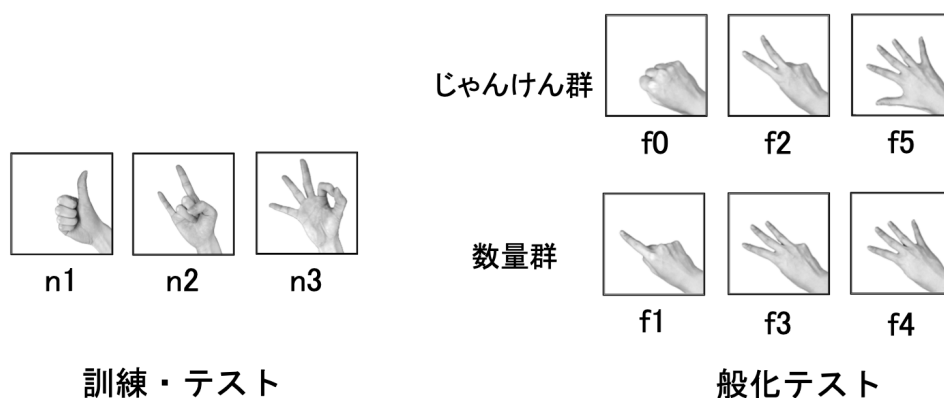 じゃんけん群
f0 f2 f5
n1 n2 n3
数量群
f1 f3 f4
訓練・テスト
般化テスト